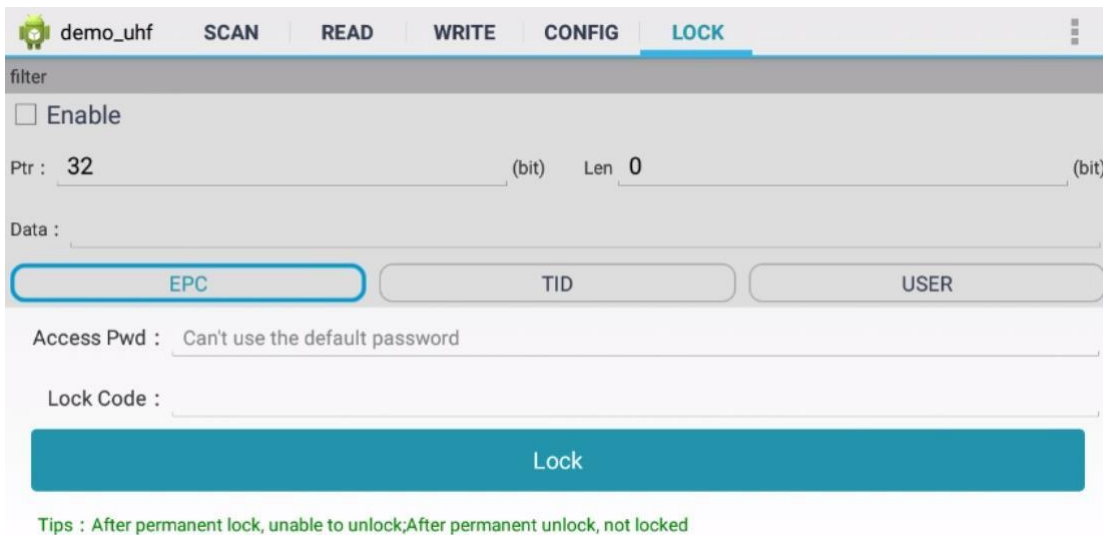 demo_uhf SCAN READ WRITE CONFIG LOCK
filter
Enable
Ptr : 32 (bit) Len 0 (bit)
Data :
EPC TID USER
Access Pwd : Can't use the default password
Lock Code :
Lock
Tips : After permanent lock, unable to unlock;After permanent unlock, not locked